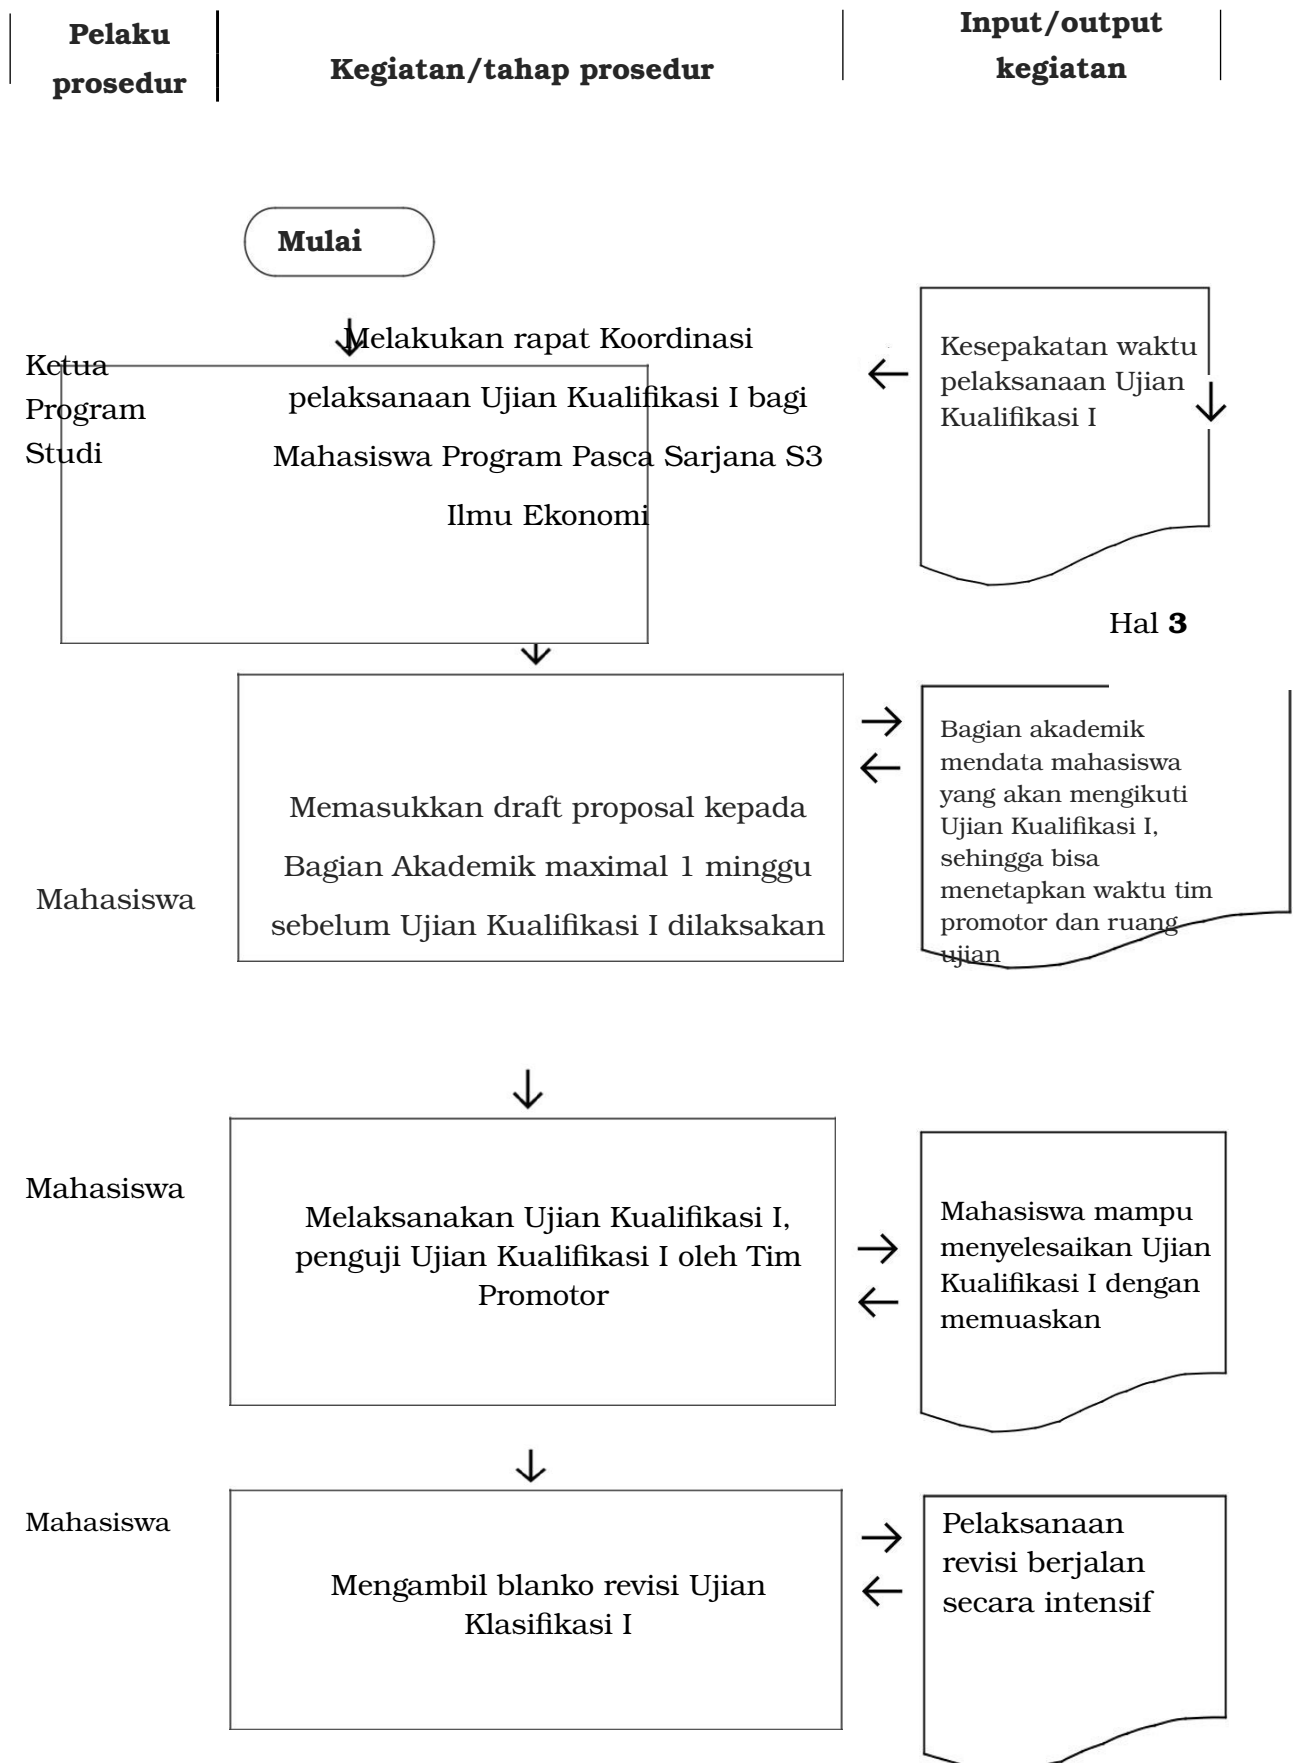 Pelaku
prosedur
Kegiatan/tahap prosedur
Input/output
kegiatan
Mulai
Ketua
Program
Studi
Melakukan rapat Koordinasi
pelaksanaan Ujian Kualifikasi I bagi
Mahasiswa Program Pasca Sarjana S3
Ilmu Ekonomi
Kesepakatan waktu
pelaksanaan Ujian
Kualifikasi I
Hal 3
Mahasiswa
Memasukkan draft proposal kepada
Bagian Akademik maximal 1 minggu
sebelum Ujian Kualifikasi I dilaksakan
Bagian akademik
mendata mahasiswa
yang akan mengikuti
Ujian Kualifikasi I,
sehingga bisa
menetapkan waktu tim
promotor dan ruang
ujian
Mahasiswa
Melaksanakan Ujian Kualifikasi I,
penguji Ujian Kualifikasi I oleh Tim
Promotor
Mahasiswa mampu
menyelesaikan Ujian
Kualifikasi I dengan
memuaskan
Mahasiswa
Mengambil blanko revisi Ujian
Klasifikasi I
Pelaksanaan
revisi berjalan
secara intensif